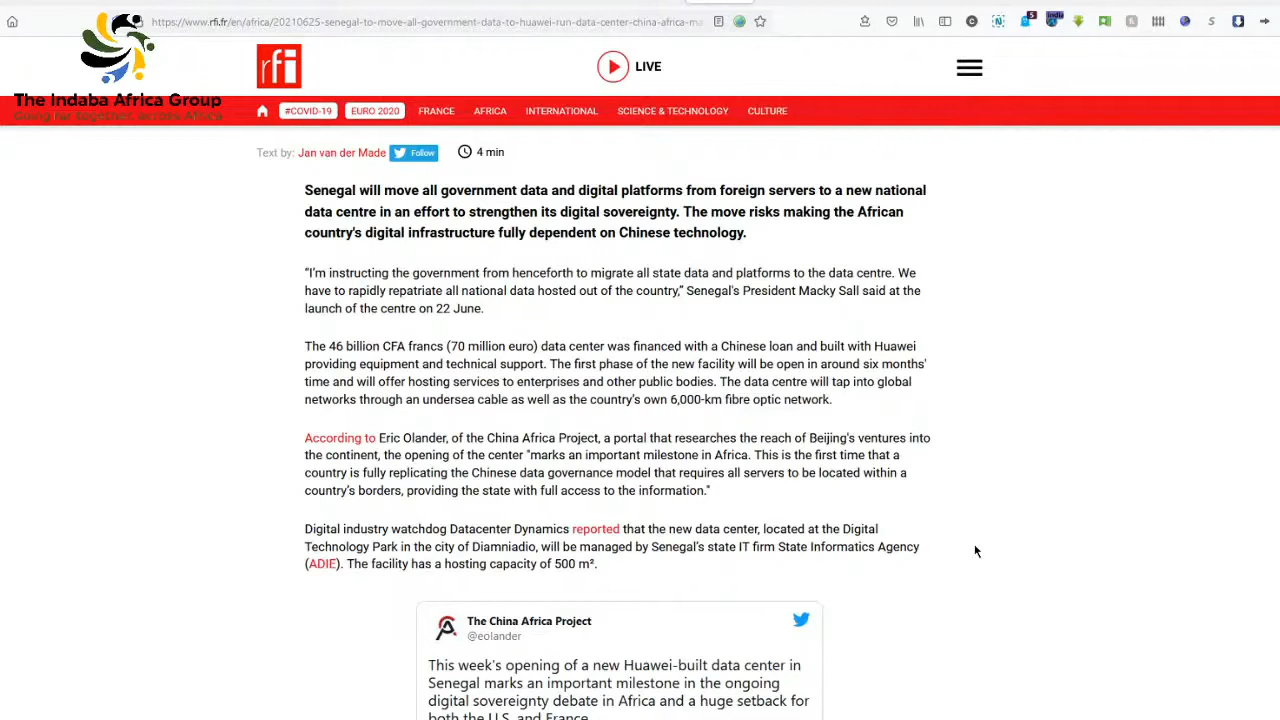 https://www.rfi.fr/en/africa/20210625-senegal-to-move-all-government-data-to-huawei-run-data-center-china-africa-ma
5
rfi
LIVE
The Indaba Africa Group
Going far together, across Africa
#COVID-19
EURO 2020
FRANCE
AFRICA
INTERNATIONAL
SCIENCE & TECHNOLOGY
CULTURE
Text by: Jan van der Made Follow 4 min
Senegal will move all government data and digital platforms from foreign servers to a new national
data centre in an effort to strengthen its digital sovereignty. The move risks making the African
country's digital infrastructure fully dependent on Chinese technology.
“I'm instructing the government from henceforth to migrate all state data and platforms to the data centre. We
have to rapidly repatriate all national data hosted out of the country,” Senegal's President Macky Sall said at the
launch of the centre on 22 June.
The 46 billion CFA francs (70 million euro) data center was financed with a Chinese loan and built with Huawei
providing equipment and technical support. The first phase of the new facility will be open in around six months'
time and will offer hosting services to enterprises and other public bodies. The data centre will tap into global
networks through an undersea cable as well as the country's own 6,000-km fibre optic network.
According to Eric Olander, of the China Africa Project, a portal that researches the reach of Beijing's ventures into
the continent, the opening of the center "marks an important milestone in Africa. This is the first time that a
country is fully replicating the Chinese data governance model that requires all servers to be located within a
country's borders, providing the state with full access to the information."
Digital industry watchdog Datacenter Dynamics reported that the new data center, located at the Digital
Technology Park in the city of Diamniadio, will be managed by Senegal's state IT firm State Informatics Agency
(ADIE). The facility has a hosting capacity of 500 m².
The China Africa Project
@eolander
This week's opening of a new Huawei-built data center in
Senegal marks an important milestone in the ongoing
digital sovereignty debate in Africa and a huge setback for
both the U.S. and France